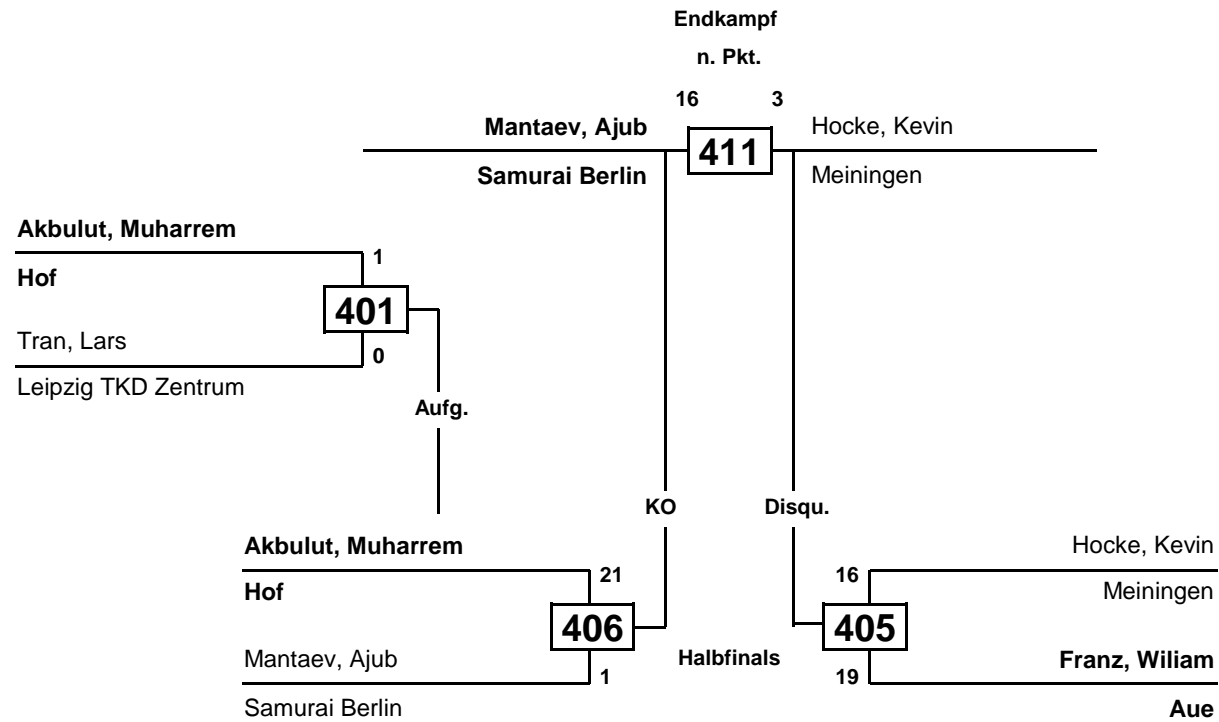 Endkampf
n. Pkt.
16 3
Mantaev, Ajub 411 Hocke, Kevin
Samurai Berlin Meiningen
Akbulut, Muharrem
1
Hof
401
Tran, Lars
0
Leipzig TKD Zentrum
Aufg.
KO Disqu.
Akbulut, Muharrem Hocke, Kevin
21 16
Hof Meiningen
406 405
Mantaev, Ajub Halbfinals Franz, Wiliam
1 19
Samurai Berlin Aue